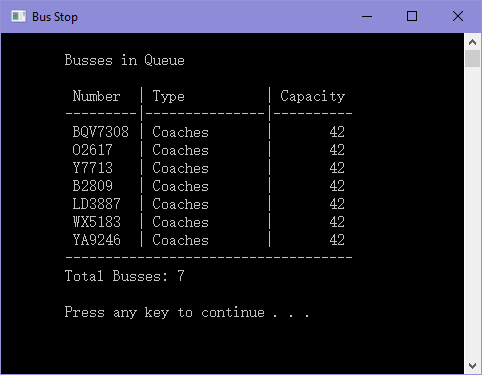 Bus Stop
Busses in Queue
Number | Type | Capacity
---------|---------------|----------
BQV7308 | Coaches | 42
O2617 | Coaches | 42
Y7713 | Coaches | 42
B2809 | Coaches | 42
LD3887 | Coaches | 42
WX5183 | Coaches | 42
YA9246 | Coaches | 42
------------------------------------
Total Busses: 7
Press any key to continue . . .